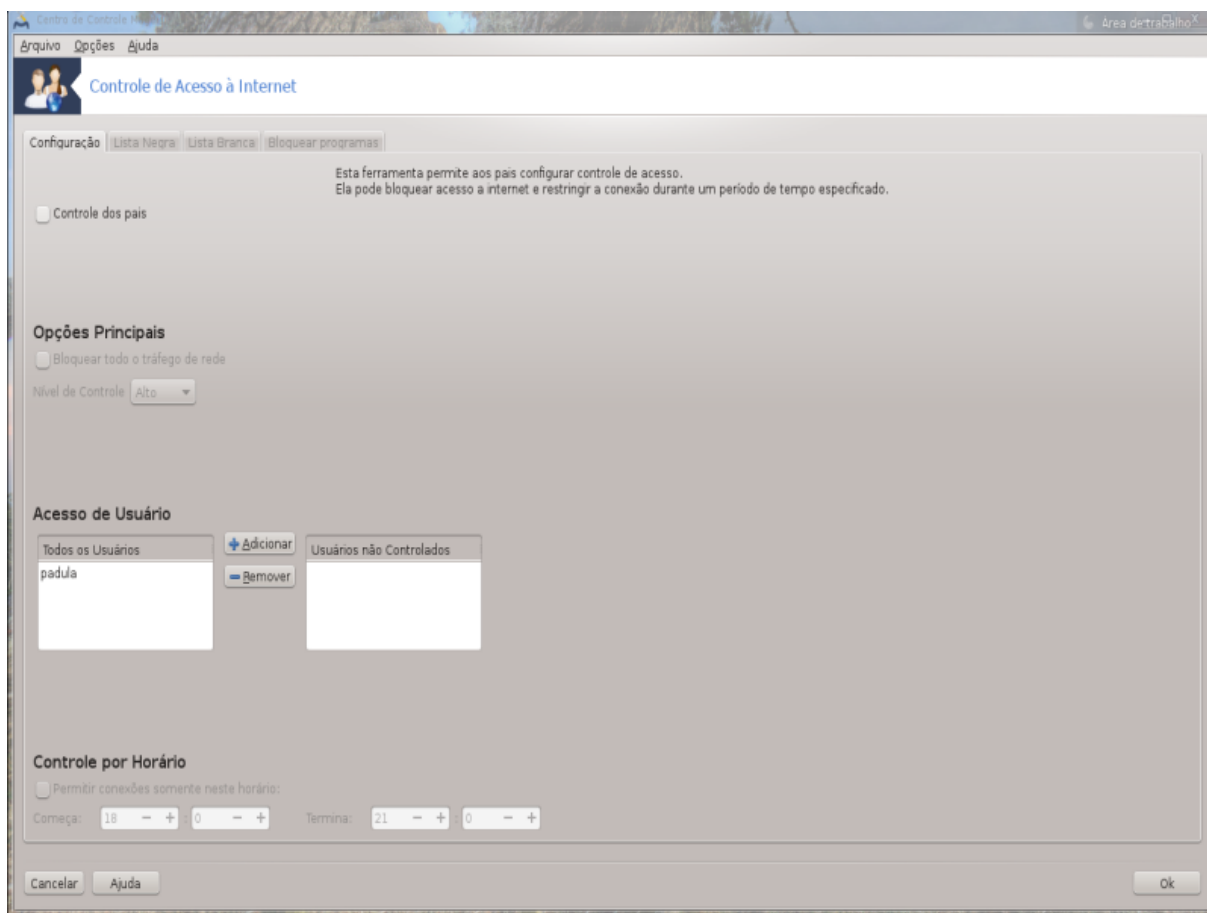 Centro de Controle M
Área de trabalho
Arquivo Opções Ajuda
Controle de Acesso à Internet
Configuração Lista Negra Lista Branca Bloquear programas
Esta ferramenta permite aos pais configurar controle de acesso.
Ela pode bloquear acesso a internet e restringir a conexão durante um período de tempo especificado.
Controle dos pais
Opções Principais
Bloquear todo o tráfego de rede
Nível de Controle Alto
Acesso de Usuário
Todos os Usuários
padula
Adicionar
Remover
Usuários não Controlados
Controle por Horário
Permitir conexões somente neste horário:
Começa: 18 − + : 0 − + Termina: 21 − + : 0 − +
Cancelar Ajuda Ok